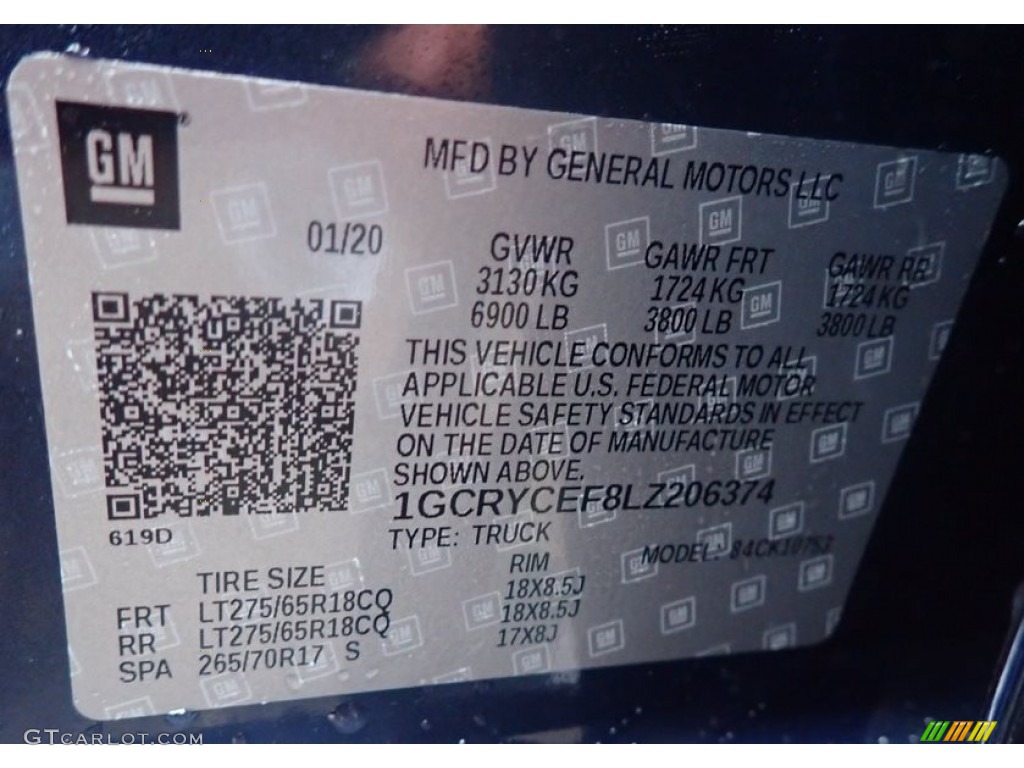 GM
MFD BY GENERAL MOTORS LLC
01/20
GVWR GAWR FRT GAWR RR
3130 KG 1724 KG 1724 KG
6900 LB 3800 LB 3800 LB
THIS VEHICLE CONFORMS TO ALL
APPLICABLE U.S. FEDERAL MOTOR
VEHICLE SAFETY STANDARDS IN EFFECT
ON THE DATE OF MANUFACTURE
SHOWN ABOVE.
1GCRYCEF8LZ206374
619D
TYPE: TRUCK MODEL:
TIRE SIZE RIM
FRT LT275/65R18CQ 18X8.5J
RR LT275/65R18CQ 18X8.5J
SPA 265/70R17 S 17X8J
GTCARLOT.COM